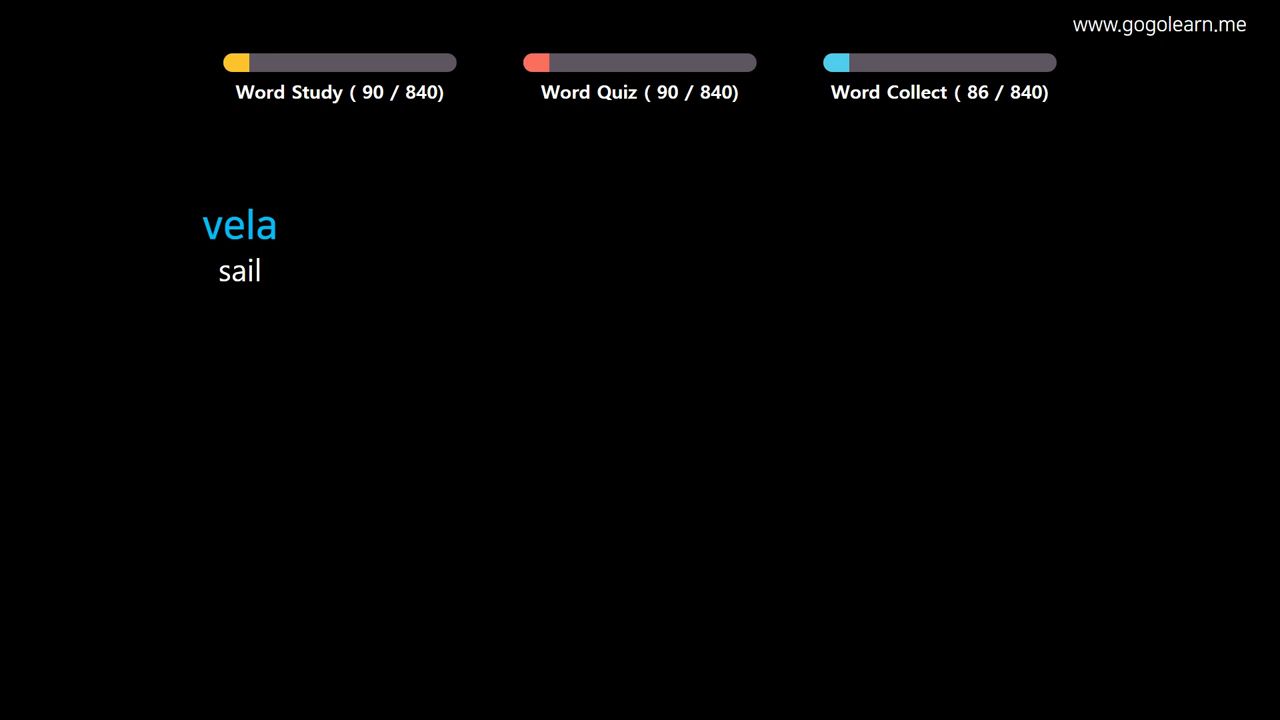 www.gogolearn.me
Word Study ( 90 / 840)
Word Quiz ( 90 / 840)
Word Collect ( 86 / 840)
vela
sail